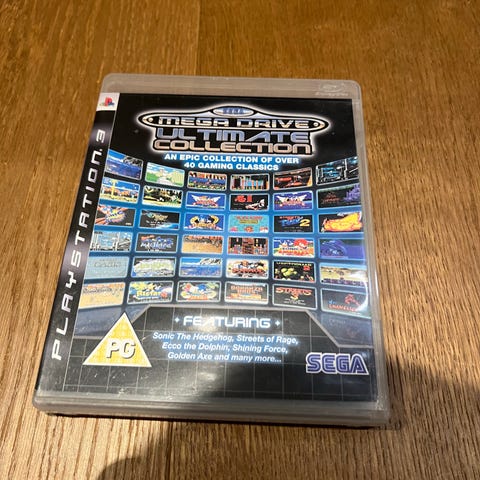 PLAYSTATION 3
SEGA
MEGA DRIVE
ULTIMATE
COLLECTION
AN EPIC COLLECTION OF OVER
40 GAMING CLASSICS
FEATURING
Sonic The Hedgehog, Streets of Rage,
Ecco the Dolphin, Shining Force,
Golden Axe and many more...
PG
SEGA